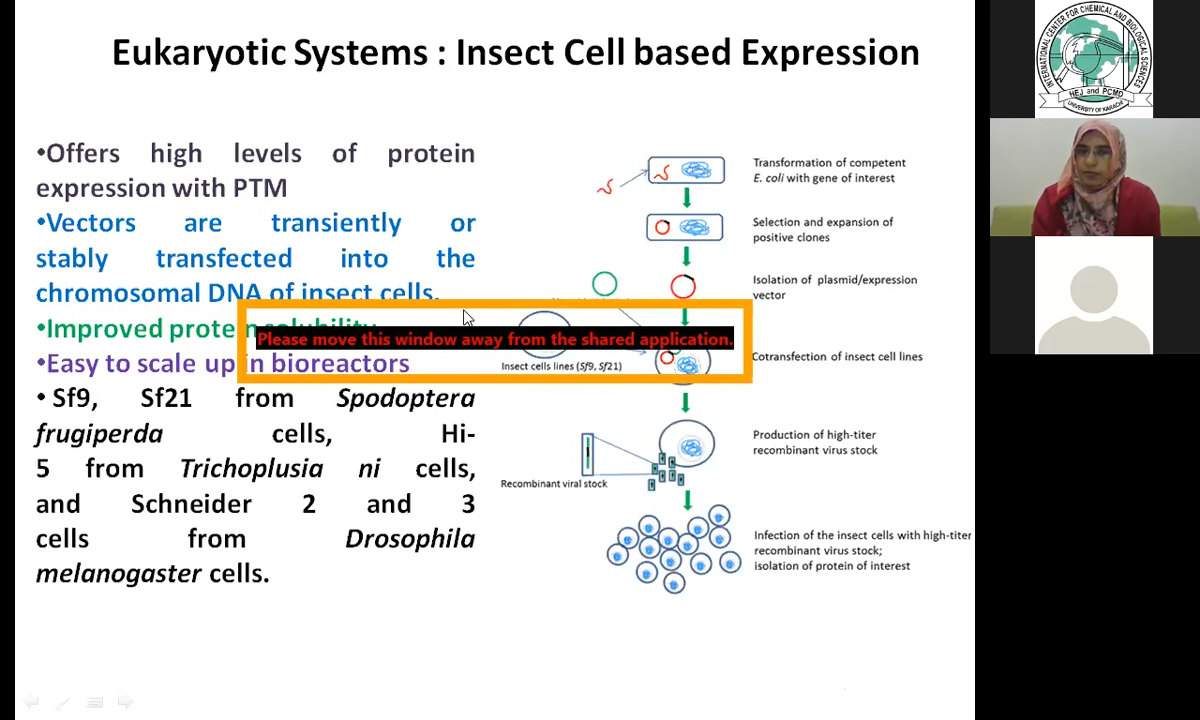 Eukaryotic Systems : Insect Cell based Expression
•Offers high levels of protein
expression with PTM
•Vectors are transiently or
stably transfected into the
chromosomal DNA of insect cells.
•Improved protein solubility
•Easy to scale up in bioreactors
• Sf9, Sf21 from Spodoptera
frugiperda cells, Hi-
5 from Trichoplusia ni cells,
and Schneider 2 and 3
cells from Drosophila
melanogaster cells.
Please move this window away from the shared application.
Transformation of competent
E. coli with gene of interest
Selection and expansion of
positive clones
Isolation of plasmid/expression
vector
Insect cells lines (Sf9, Sf21)
Cotransfection of insect cell lines
Production of high-titer
recombinant virus stock
Recombinant viral stock
Infection of the insect cells with high-titer
recombinant virus stock;
isolation of protein of interest
INTERNATIONAL CENTER FOR CHEMICAL AND BIOLOGICAL SCIENCES
HEJ and PCMD
UNIVERSITY OF KARACHI